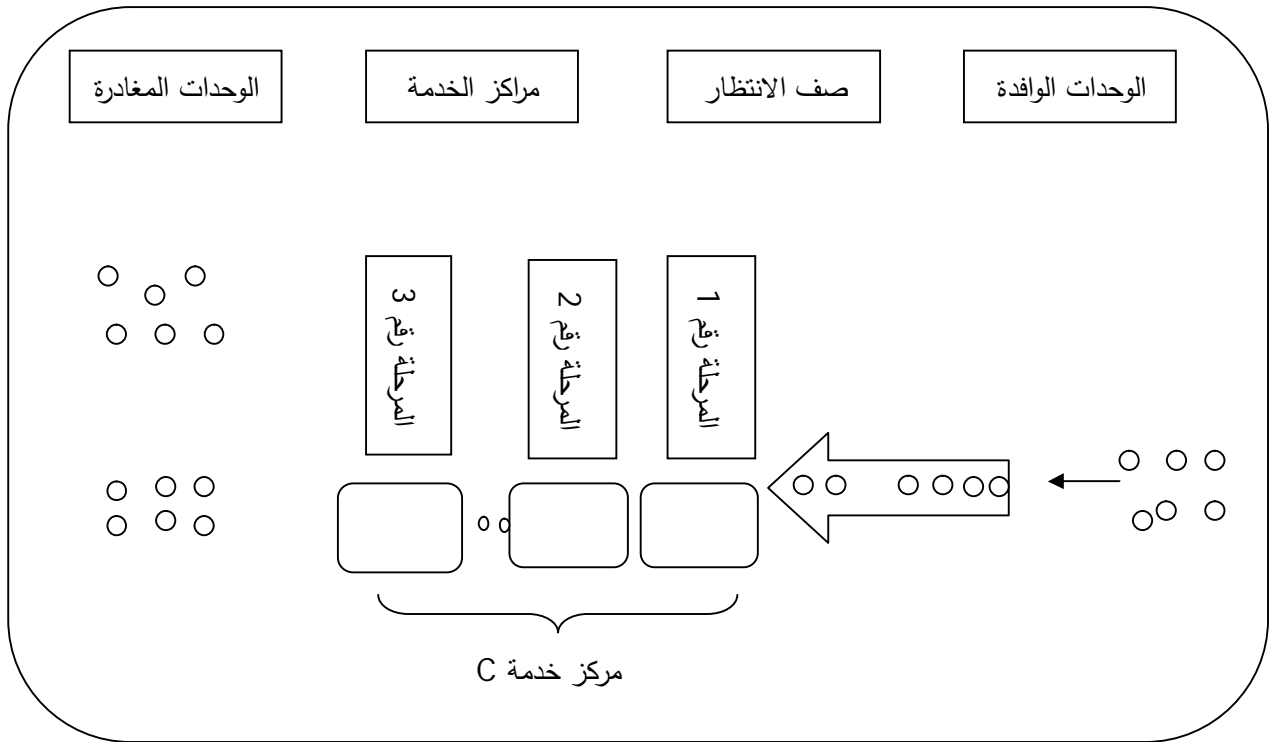 الوحدات الوافدة
صف الانتظار
مراكز الخدمة
الوحدات المغادرة
المرحلة رقم 1
المرحلة رقم 2
المرحلة رقم 3
مركز خدمة C